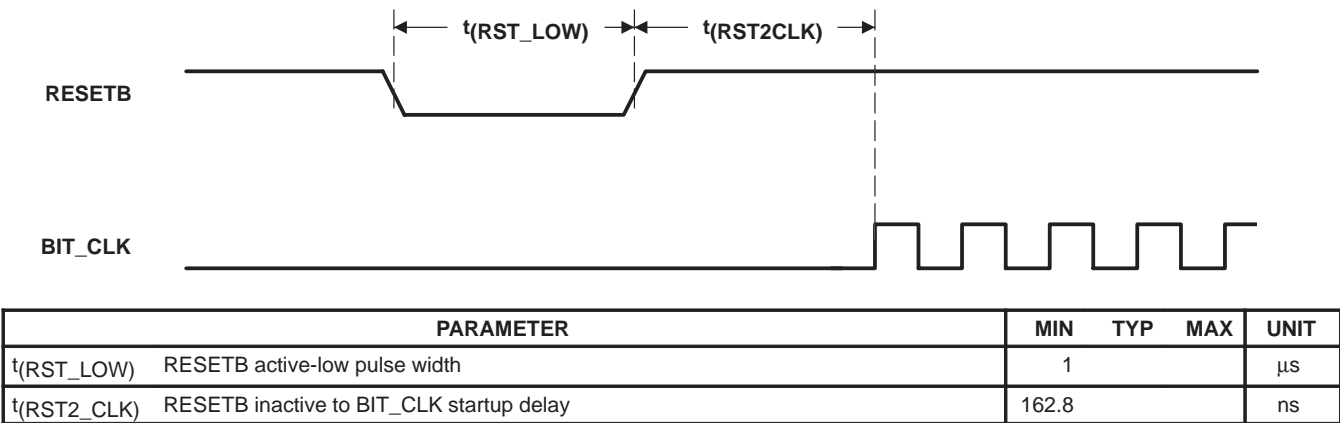 t(RST_LOW) t(RST2CLK)
RESETB
BIT_CLK
PARAMETER MIN TYP MAX UNIT
t(RST_LOW) RESETB active-low pulse width 1 μs
t(RST2_CLK) RESETB inactive to BIT_CLK startup delay 162.8 ns